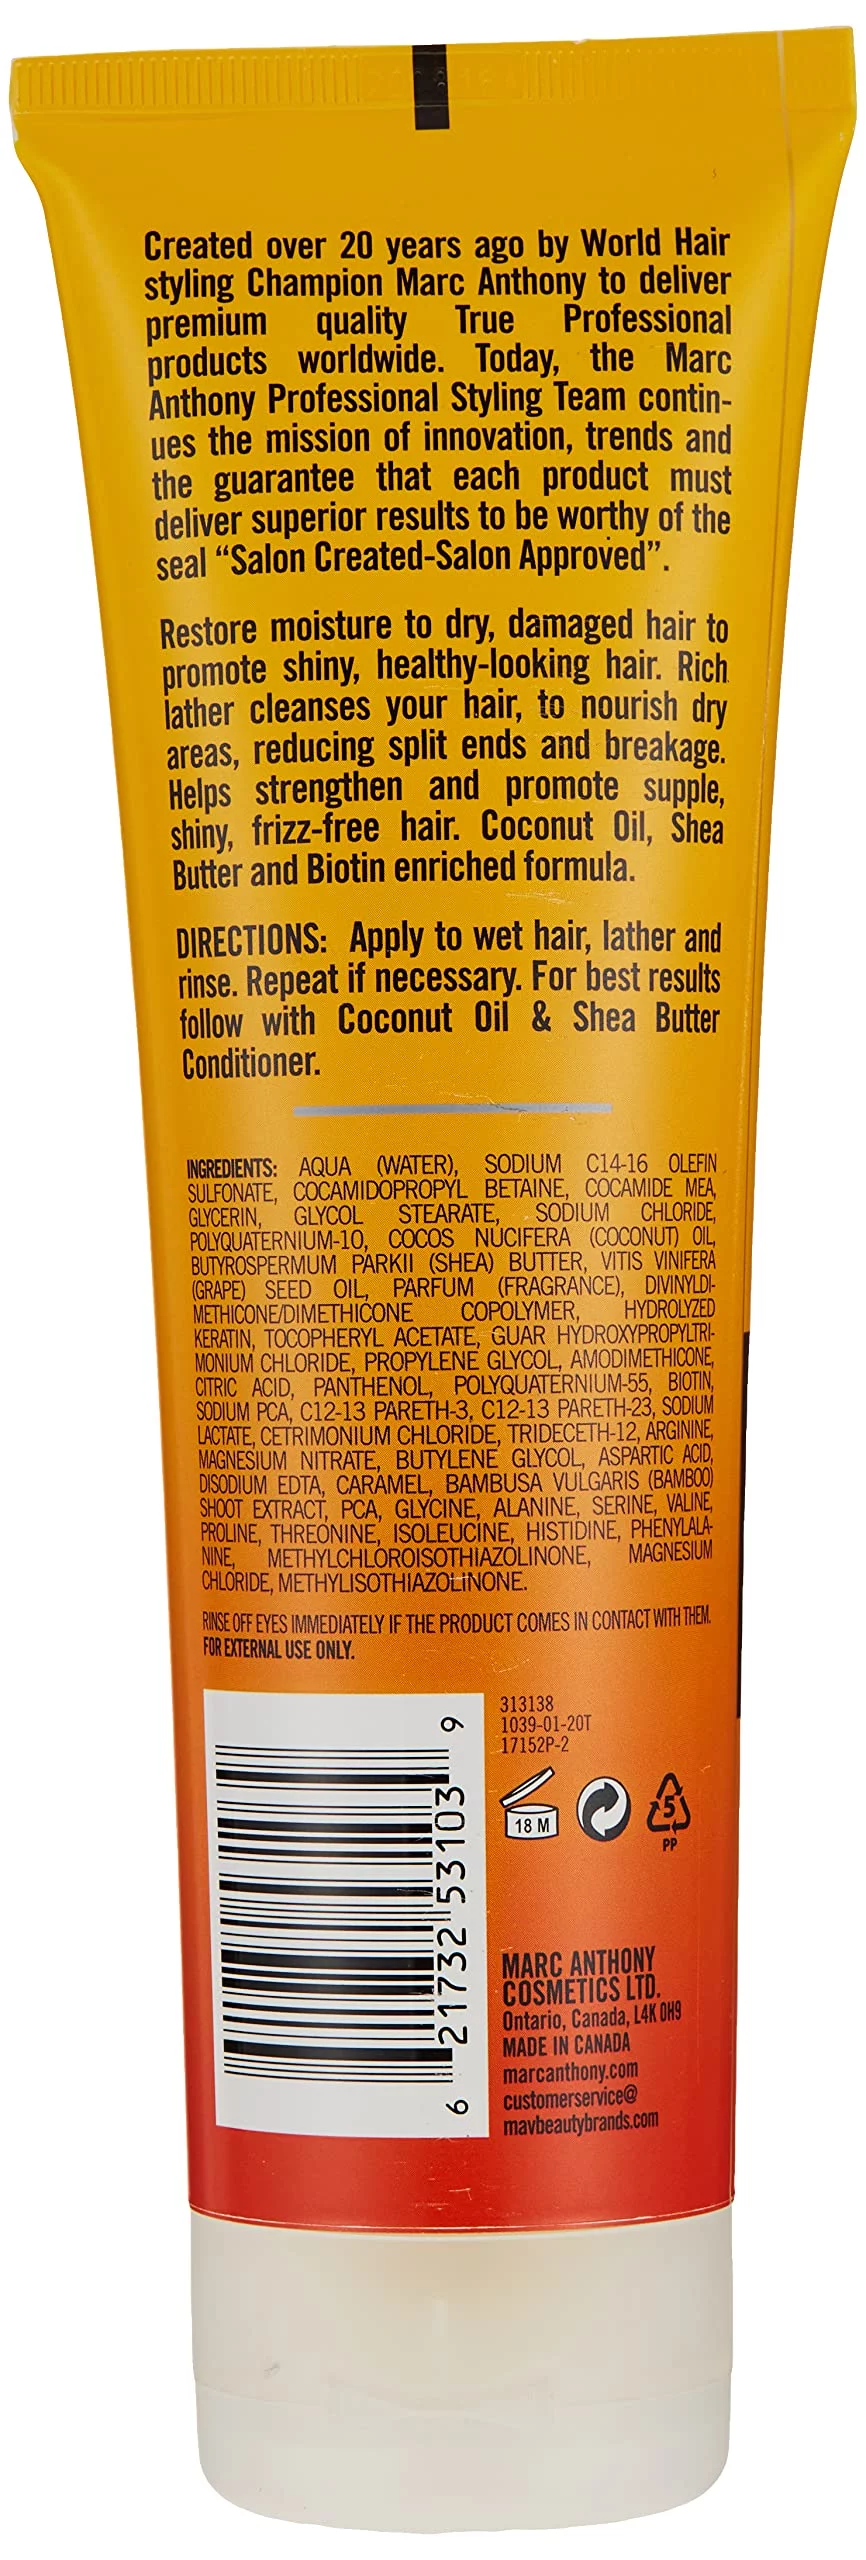 Created over 20 years ago by World Hair
styling Champion Marc Anthony to deliver
premium quality True Professional
products worldwide. Today, the Marc
Anthony Professional Styling Team contin-
ues the mission of innovation, trends and
the guarantee that each product must
deliver superior results to be worthy of the
seal “Salon Created-Salon Approved”.
Restore moisture to dry, damaged hair to
promote shiny, healthy-looking hair. Rich
lather cleanses your hair, to nourish dry
areas, reducing split ends and breakage.
Helps strengthen and promote supple,
shiny, frizz-free hair. Coconut Oil, Shea
Butter and Biotin enriched formula.
DIRECTIONS: Apply to wet hair, lather and
rinse. Repeat if necessary. For best results
follow with Coconut Oil & Shea Butter
Conditioner.
INGREDIENTS: AQUA (WATER), SODIUM C14-16 OLEFIN
SULFONATE, COCAMIDOPROPYL BETAINE, COCAMIDE MEA,
GLYCERIN, GLYCOL STEARATE, SODIUM CHLORIDE,
POLYQUATERNIUM-10, COCOS NUCIFERA (COCONUT) OIL,
BUTYROSPERMUM PARKII (SHEA) BUTTER, VITIS VINIFERA
(GRAPE) SEED OIL, PARFUM (FRAGRANCE), DIVINYLDI-
METHICONE/DIMETHICONE COPOLYMER, HYDROLYZED
KERATIN, TOCOPHERYL ACETATE, GUAR HYDROXYPROPYLTRI-
MONIUM CHLORIDE, PROPYLENE GLYCOL, AMODIMETHICONE,
CITRIC ACID, PANTHENOL, POLYQUATERNIUM-55, BIOTIN,
SODIUM PCA, C12-13 PARETH-3, C12-13 PARETH-23, SODIUM
LACTATE, CETRIMONIUM CHLORIDE, TRIDECETH-12, ARGININE,
MAGNESIUM NITRATE, BUTYLENE GLYCOL, ASPARTIC ACID,
DISODIUM EDTA, CARAMEL, BAMBUSA VULGARIS (BAMBOO)
SHOOT EXTRACT, PCA, GLYCINE, ALANINE, SERINE, VALINE,
PROLINE, THREONINE, ISOLEUCINE, HISTIDINE, PHENYLALA-
NINE, METHYLCHLOROISOTHIAZOLINONE, MAGNESIUM
CHLORIDE, METHYLISOTHIAZOLINONE.
RINSE OFF EYES IMMEDIATELY IF THE PRODUCT COMES IN CONTACT WITH THEM.
FOR EXTERNAL USE ONLY.
313138
1039-01-20T
17152P-2
18 M
5
PP
6 21732 53103 9
MARC ANTHONY
COSMETICS LTD.
Ontario, Canada, L4K 0H9
MADE IN CANADA
marcanthony.com
customerservice@
mavbeautybrands.com